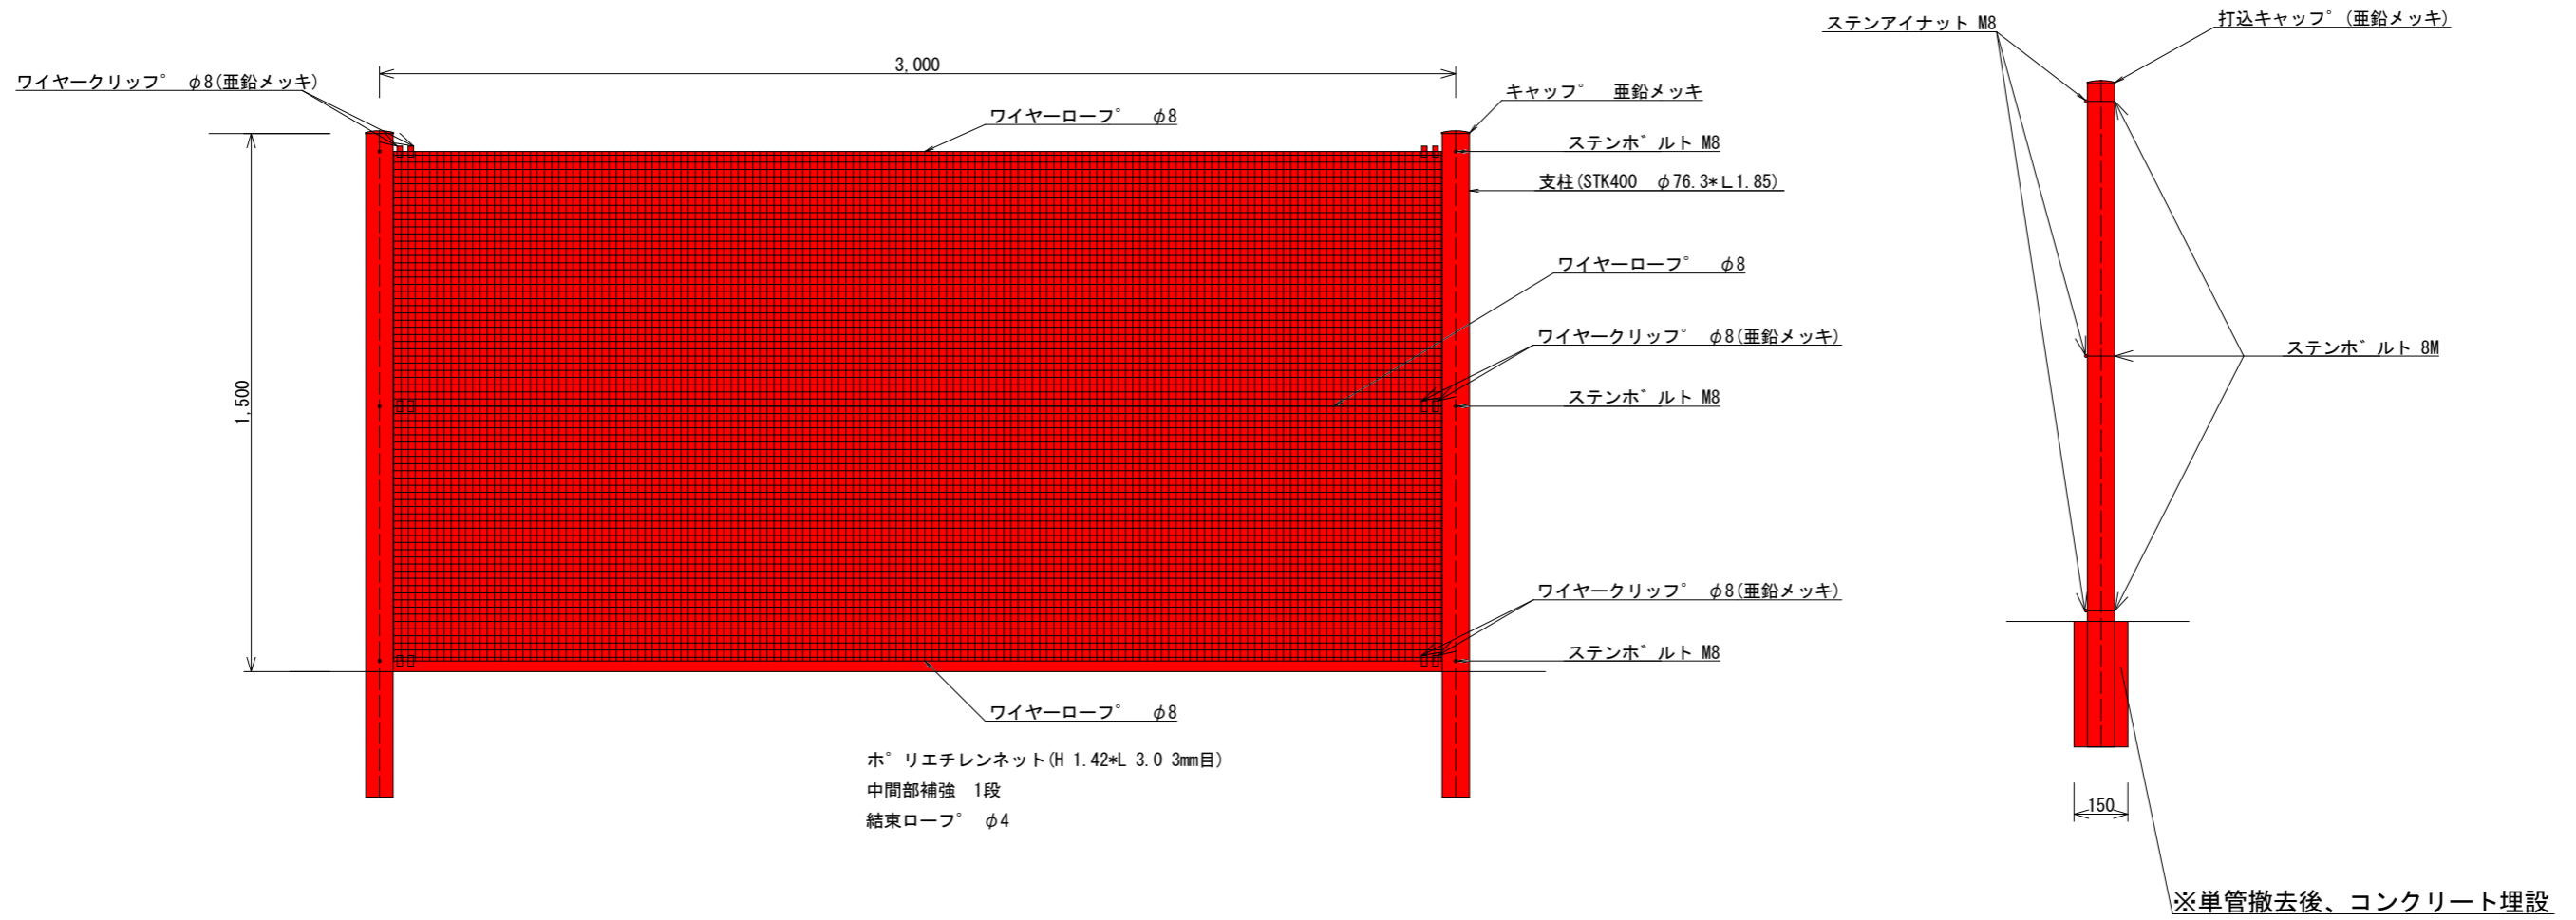 ステンアイナット M8
打込キャップ(亜鉛メッキ)
3,000
ワイヤークリップ φ8(亜鉛メッキ)
キャップ 亜鉛メッキ
ワイヤーロープ φ8
ステンボルト M8
支柱(STK400 φ76.3*L1.85)
ワイヤーロープ φ8
ワイヤークリップ φ8(亜鉛メッキ)
ステンボルト 8M
1,500
ステンボルト M8
ワイヤークリップ φ8(亜鉛メッキ)
ステンボルト M8
ワイヤーロープ φ8
ポリエチレンネット(H 1.42*L 3.0 3mm目)
中間部補強 1段
結束ロープ φ4
150
※単管撤去後、コンクリート埋設